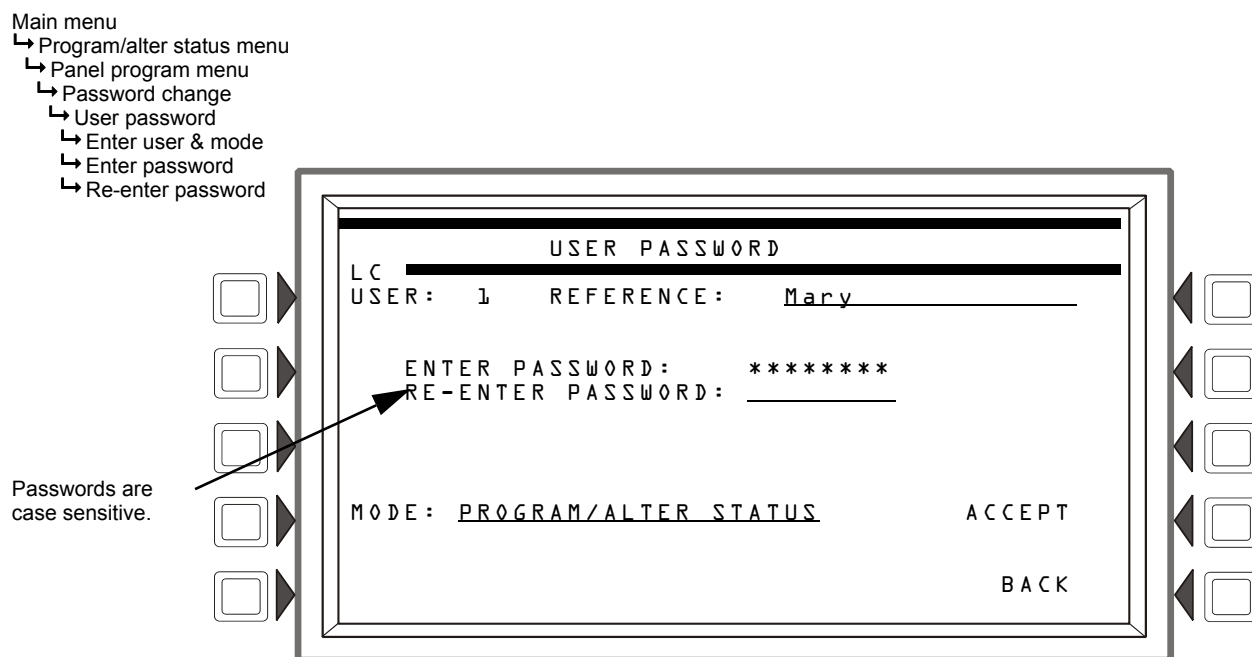 Main menu
Program/alter status menu
Panel program menu
Password change
User password
Enter user & mode
Enter password
Re-enter password
USER PASSWORD
LC
USER: 1 REFERENCE: Mary
ENTER PASSWORD: ********
RE-ENTER PASSWORD:
Passwords are
case sensitive.
MODE: PROGRAM/ALTER STATUS ACCEPT
BACK